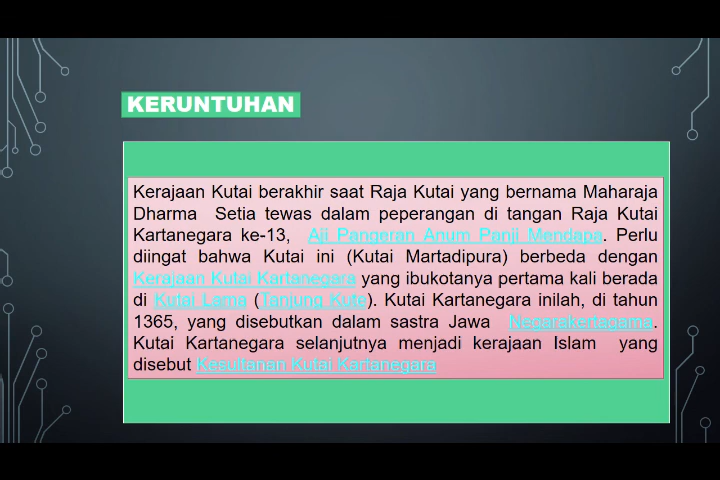 KERUNTUHAN
Kerajaan Kutai berakhir saat Raja Kutai yang bernama Maharaja
Dharma Setia tewas dalam peperangan di tangan Raja Kutai
Kartanegara ke-13, Aji Pangeran Anum Panji Mendapa. Perlu
diingat bahwa Kutai ini (Kutai Martadipura) berbeda dengan
Kerajaan Kutai Kartanegara yang ibukotanya pertama kali berada
di Kutai Lama (Tanjung Kute). Kutai Kartanegara inilah, di tahun
1365, yang disebutkan dalam sastra Jawa Negarakertagama.
Kutai Kartanegara selanjutnya menjadi kerajaan Islam yang
disebut Kesultanan Kutai Kartanegara